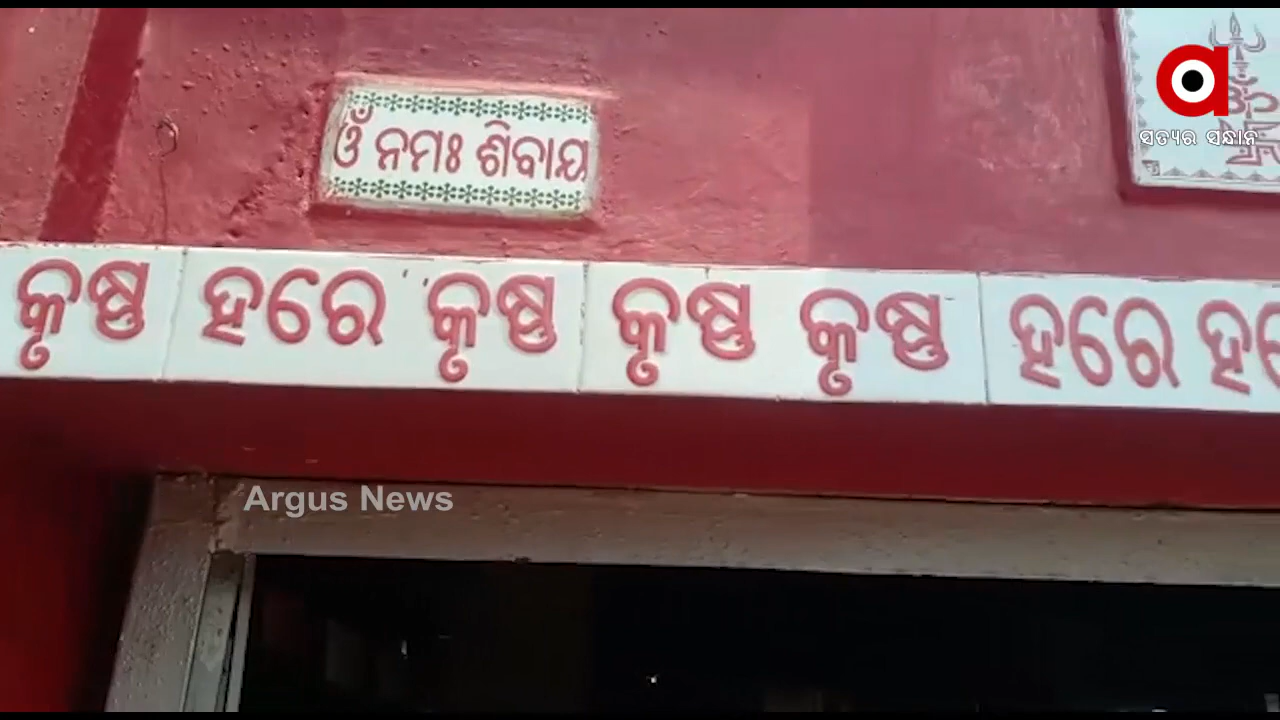 ଓଁ ନମଃ ଶିବାୟ
ସତ୍ୟର ସନ୍ଧାନ
କୃଷ୍ଣ ହରେ କୃଷ୍ଣ କୃଷ୍ଣ କୃଷ୍ଣ ହରେ
Argus News